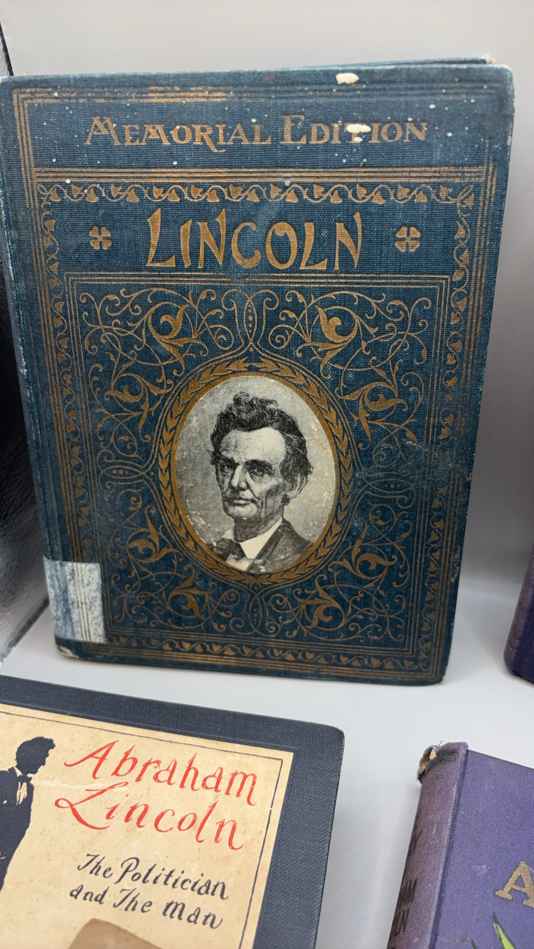 MEMORIAL EDITION
LINCOLN
Abraham
Lincoln
The Politician
and The Man